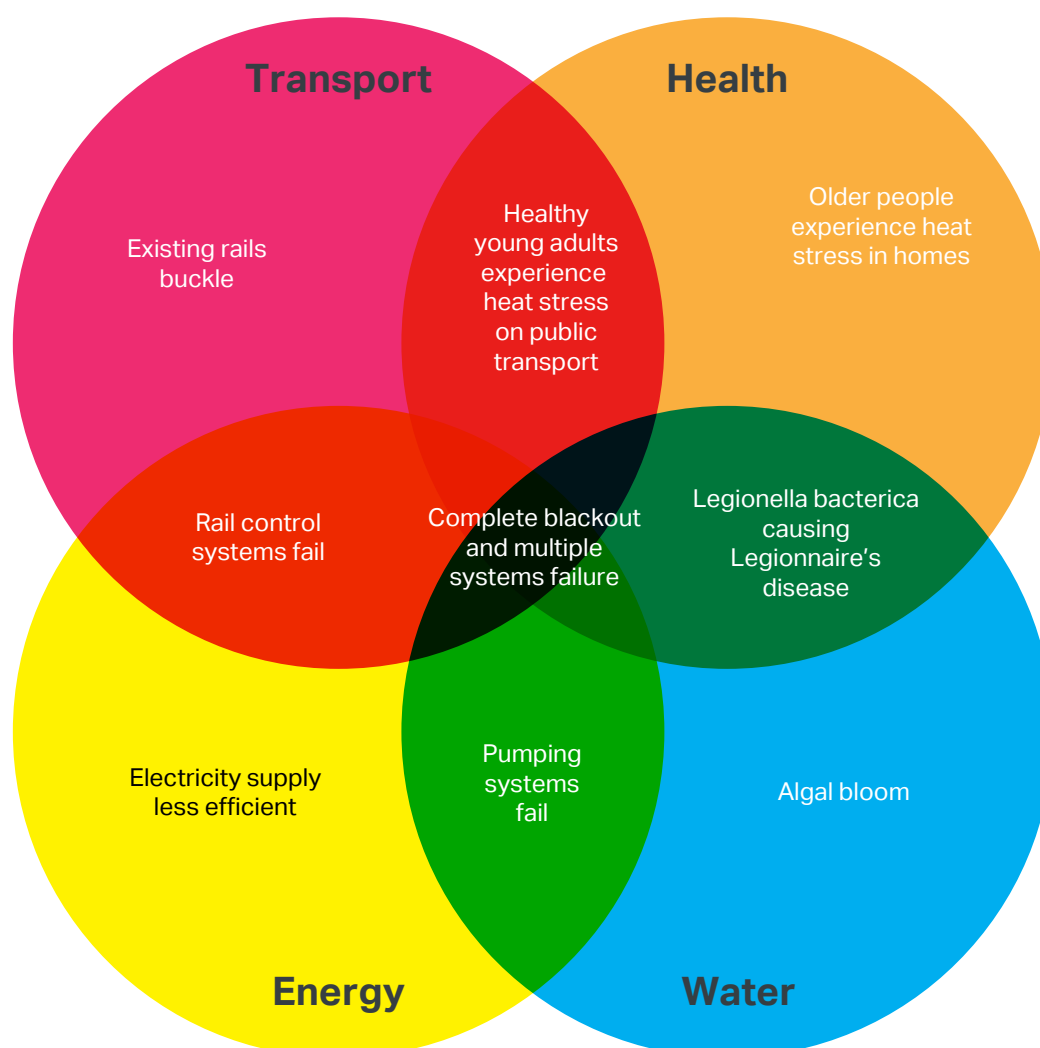 Transport
Health
Existing rails
buckle
Healthy
young adults
experience
heat stress
on public
transport
Older people
experience heat
stress in homes
Rail control
systems fail
Complete blackout
and multiple
systems failure
Legionella bacterica
causing
Legionnaire’s
disease
Electricity supply
less efficient
Pumping
systems
fail
Algal bloom
Energy
Water